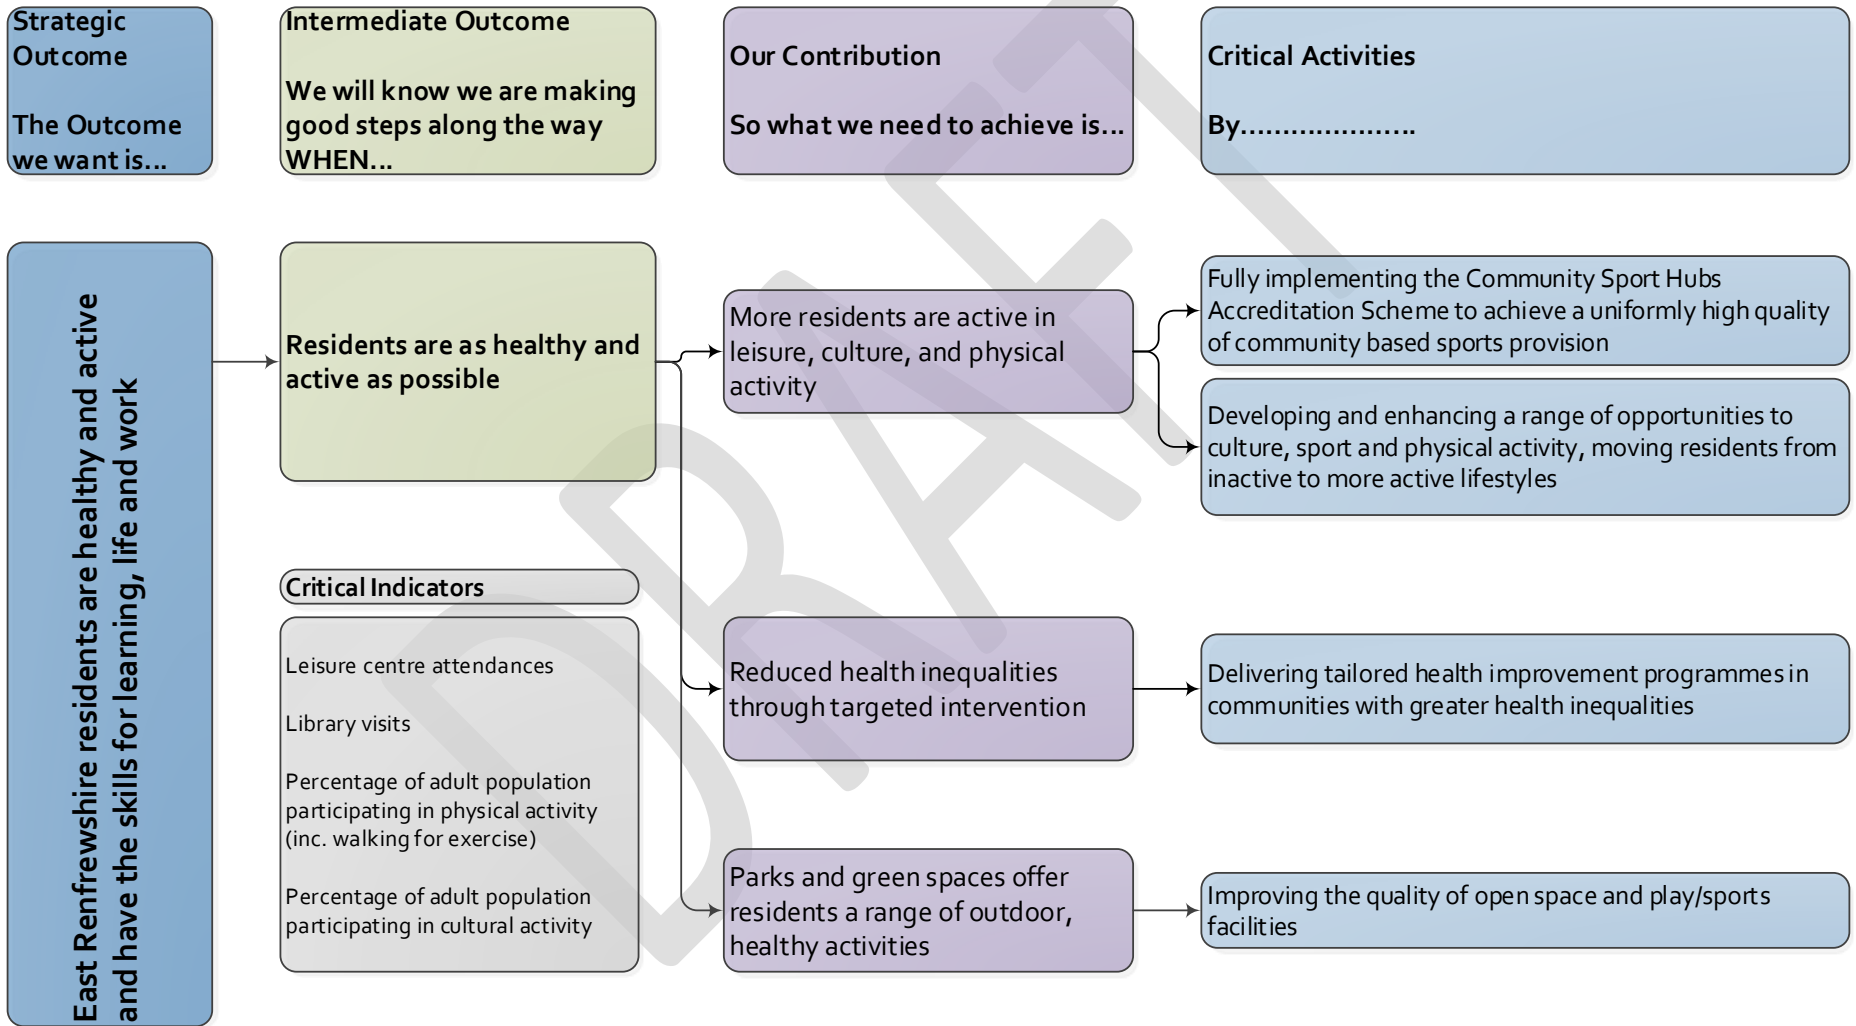 Strategic
Outcome
The Outcome
we want is...
Intermediate Outcome
We will know we are making
good steps along the way
WHEN...
Our Contribution
So what we need to achieve is...
Critical Activities
By.....................
East Renfrewshire residents are healthy and active
and have the skills for learning, life and work
Residents are as healthy and
active as possible
Critical Indicators
Leisure centre attendances
Library visits
Percentage of adult population
participating in physical activity
(inc. walking for exercise)
Percentage of adult population
participating in cultural activity
More residents are active in
leisure, culture, and physical
activity
Fully implementing the Community Sport Hubs
Accreditation Scheme to achieve a uniformly high quality
of community based sports provision
Developing and enhancing a range of opportunities to
culture, sport and physical activity, moving residents from
inactive to more active lifestyles
Reduced health inequalities
through targeted intervention
Delivering tailored health improvement programmes in
communities with greater health inequalities
Parks and green spaces offer
residents a range of outdoor,
healthy activities
Improving the quality of open space and play/sports
facilities
DRAFT